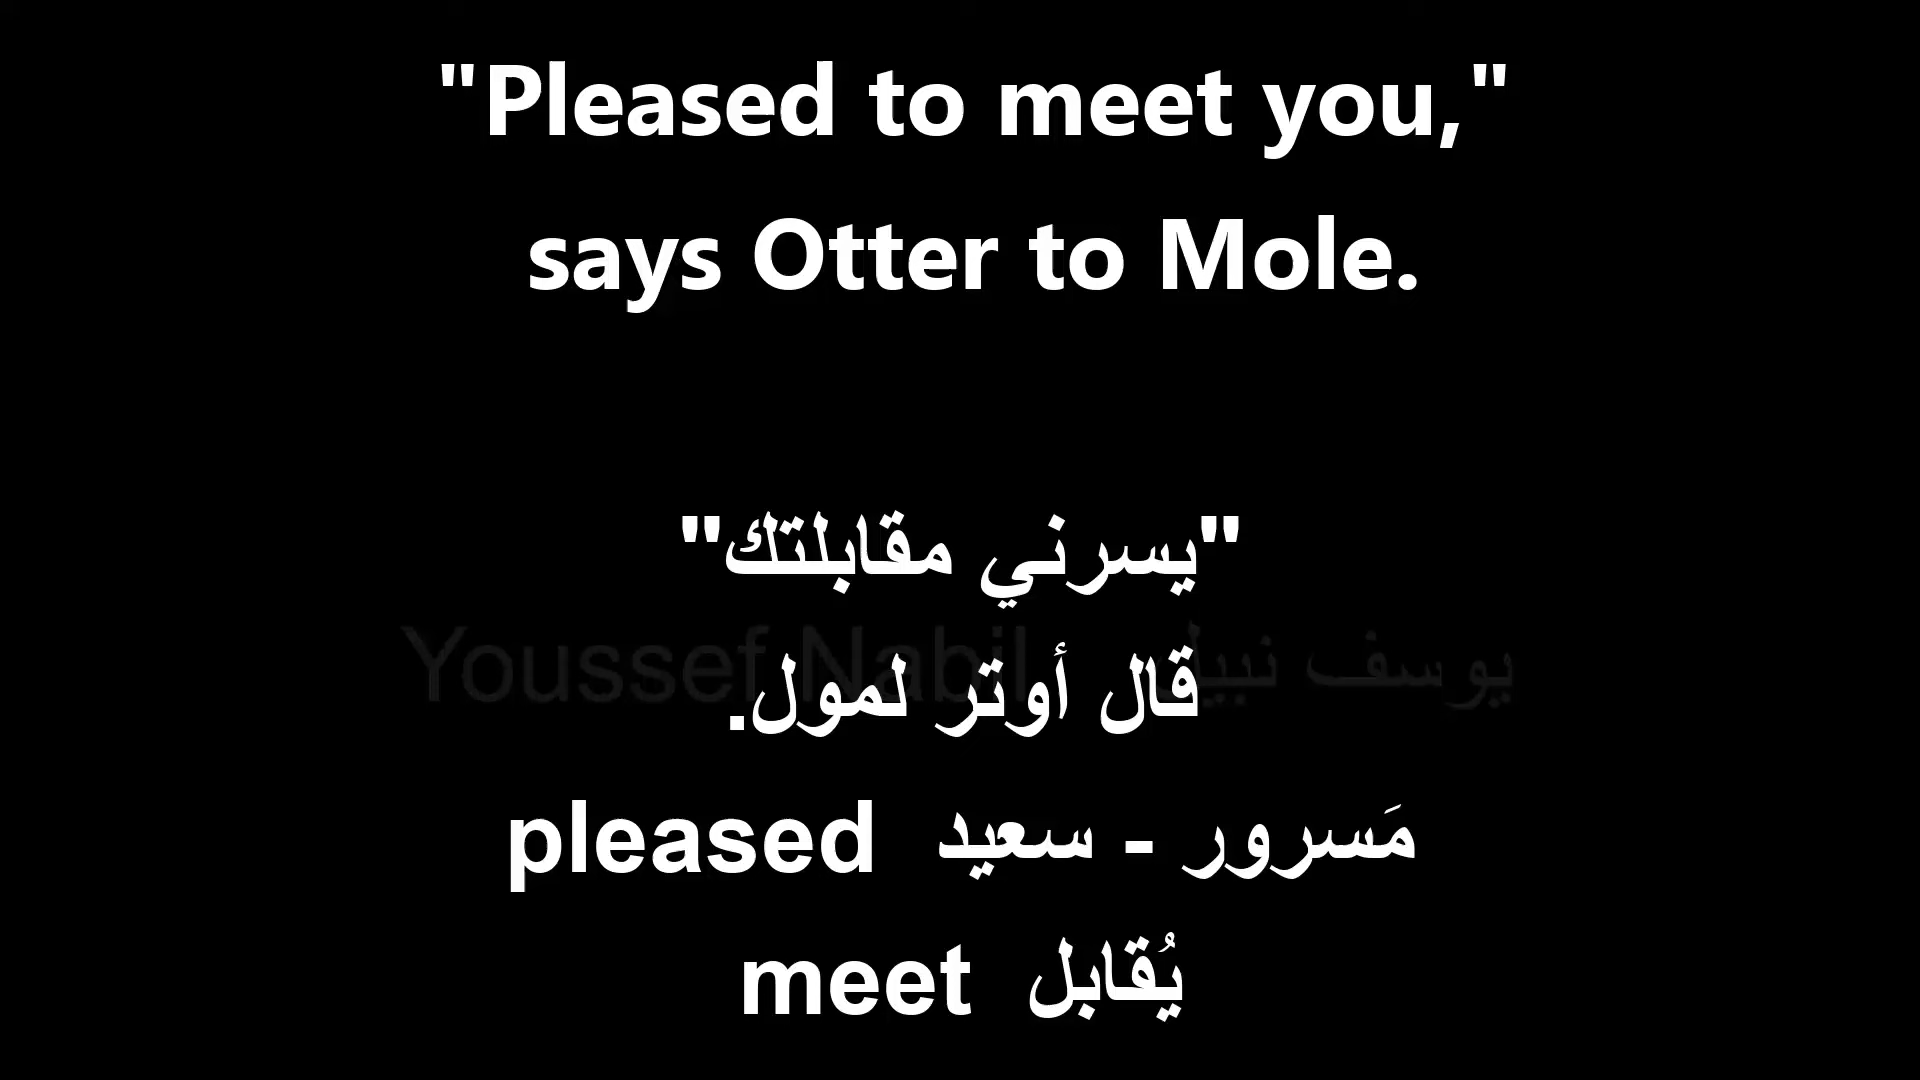 "Pleased to meet you,"
says Otter to Mole.
"يسرني مقابلتك"
Youssef Nabil يوسف نبيل
قال أوتر لمول.
pleased مَسرور - سعيد
meet يُقابل